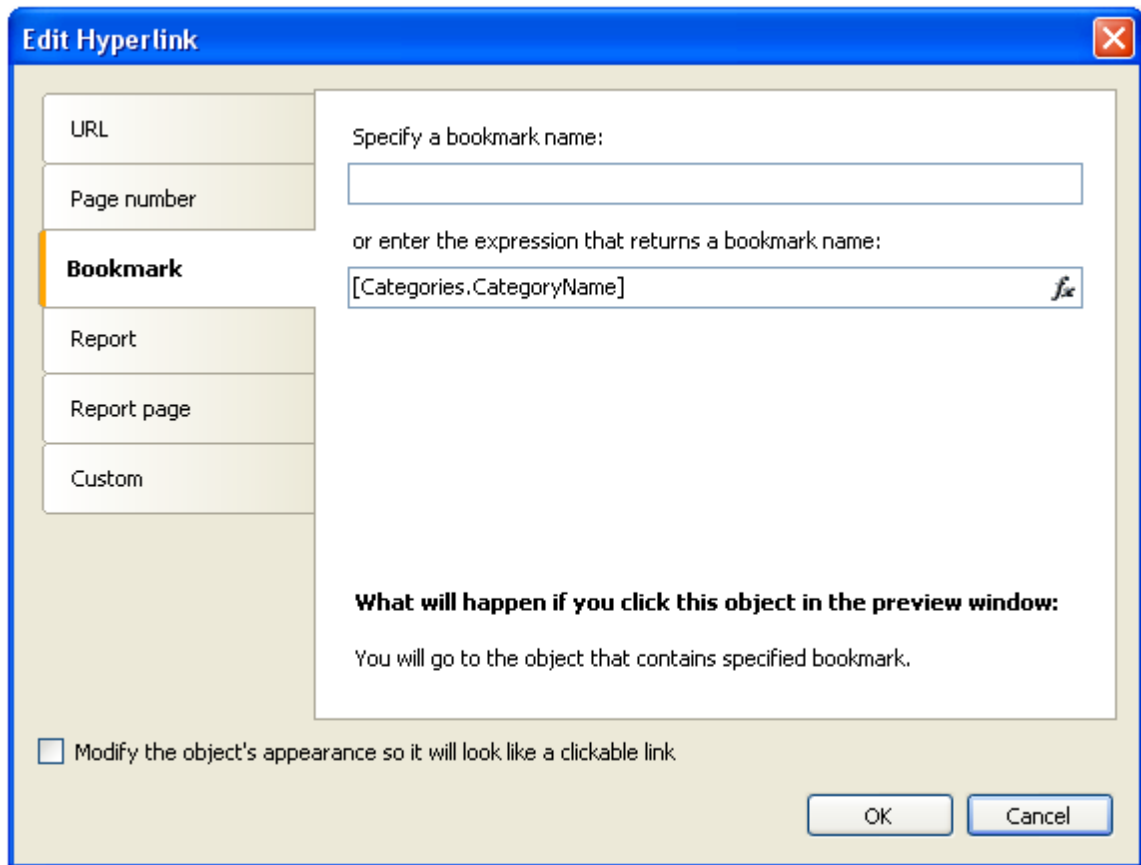 Edit Hyperlink
URL
Page number
Bookmark
Report
Report page
Custom
Specify a bookmark name:
or enter the expression that returns a bookmark name:
[Categories.CategoryName]
fx
What will happen if you click this object in the preview window:
You will go to the object that contains specified bookmark.
Modify the object's appearance so it will look like a clickable link
OK
Cancel